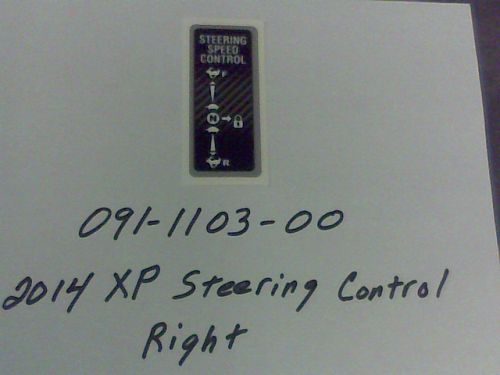 STEERING
SPEED
CONTROL
F
N
R
091-1103-00
2014 XP Steering Control
Right